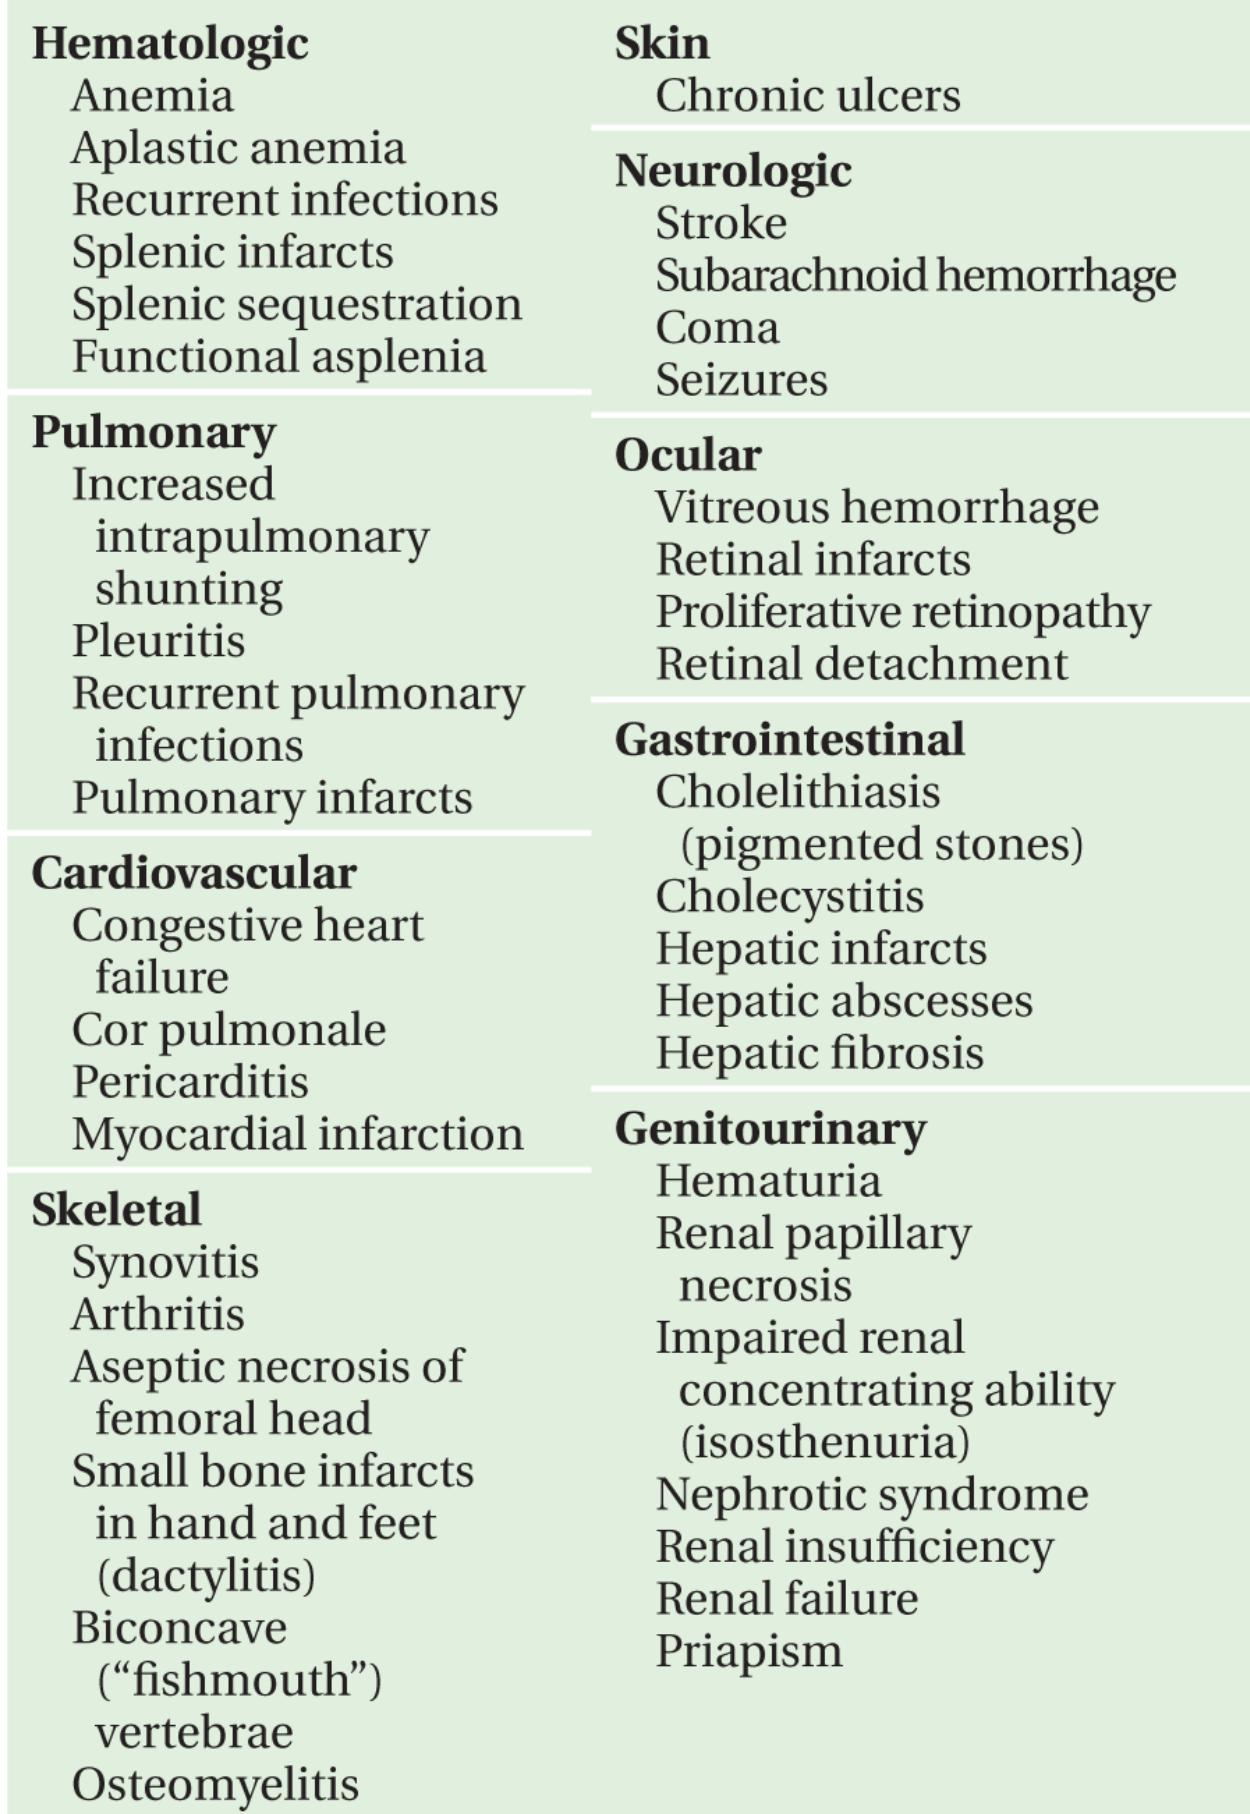 Hematologic
Anemia
Aplastic anemia
Recurrent infections
Splenic infarcts
Splenic sequestration
Functional asplenia
Pulmonary
Increased
intrapulmonary
shunting
Pleuritis
Recurrent pulmonary
infections
Pulmonary infarcts
Cardiovascular
Congestive heart
failure
Cor pulmonale
Pericarditis
Myocardial infarction
Skeletal
Synovitis
Arthritis
Aseptic necrosis of
femoral head
Small bone infarcts
in hand and feet
(dactylitis)
Biconcave
(“fishmouth”)
vertebrae
Osteomyelitis
Skin
Chronic ulcers
Neurologic
Stroke
Subarachnoid hemorrhage
Coma
Seizures
Ocular
Vitreous hemorrhage
Retinal infarcts
Proliferative retinopathy
Retinal detachment
Gastrointestinal
Cholelithiasis
(pigmented stones)
Cholecystitis
Hepatic infarcts
Hepatic abscesses
Hepatic fibrosis
Genitourinary
Hematuria
Renal papillary
necrosis
Impaired renal
concentrating ability
(isosthenuria)
Nephrotic syndrome
Renal insufficiency
Renal failure
Priapism